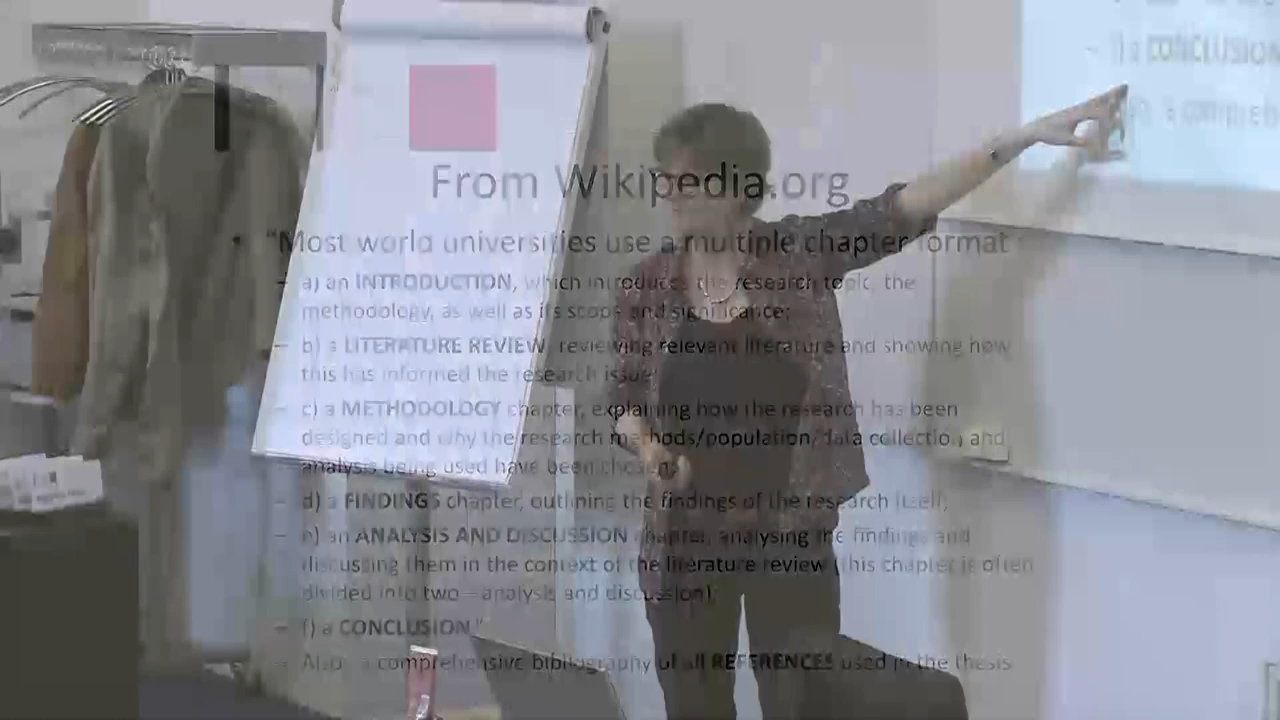 From Wikipedia.org
• "Most world universities use a multiple chapter format
– a) an INTRODUCTION, which introduces the research topic, the
methodology, as well as its scope and significance;
– b) a LITERATURE REVIEW, reviewing relevant literature and showing how
this has informed the research issue;
– c) a METHODOLOGY chapter, explaining how the research has been
designed and why the research methods/population/data collection and
analysis being used have been chosen;
– d) a FINDINGS chapter, outlining the findings of the research itself;
– e) an ANALYSIS AND DISCUSSION chapter, analysing the findings and
discussing them in the context of the literature review (this chapter is often
divided into two – analysis and discussion);
– f) a CONCLUSION."
– Also: a comprehensive bibliography of all REFERENCES used in the thesis
– f) a CONCLUSION